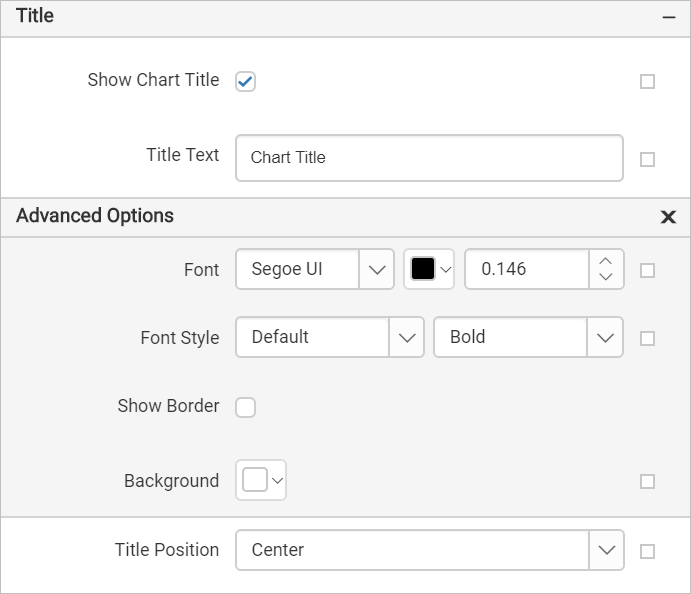 Title
Show Chart Title
Title Text Chart Title
Advanced Options
Font Segoe UI 0.146
Font Style Default Bold
Show Border
Background
Title Position Center